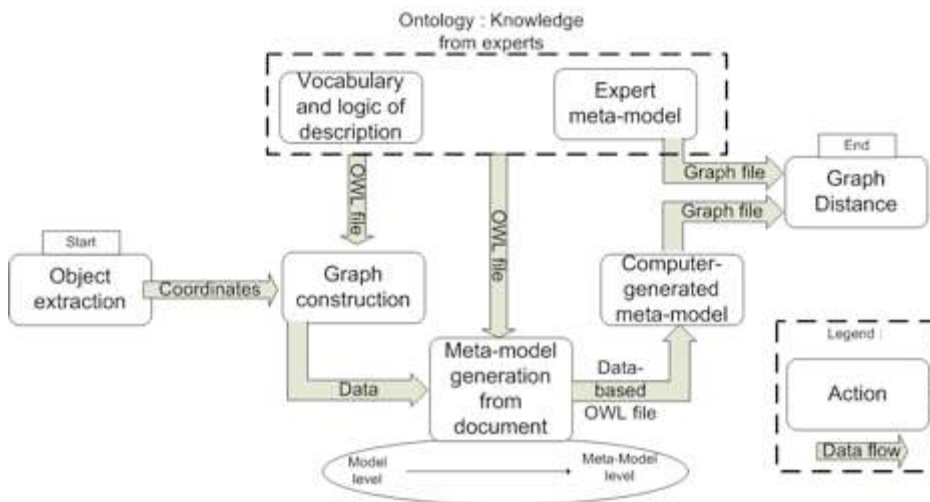 Ontology : Knowledge
from experts
Vocabulary
and logic of
description
Expert
meta-model
OWL file
OWL file
Graph file
End
Graph
Distance
Graph file
Start
Object
extraction
Coordinates
Graph
construction
Computer-
generated
meta-model
Data
Meta-model
generation
from
document
Data-
based
OWL file
Model
level
Meta-Model
level
Legend :
Action
Data flow